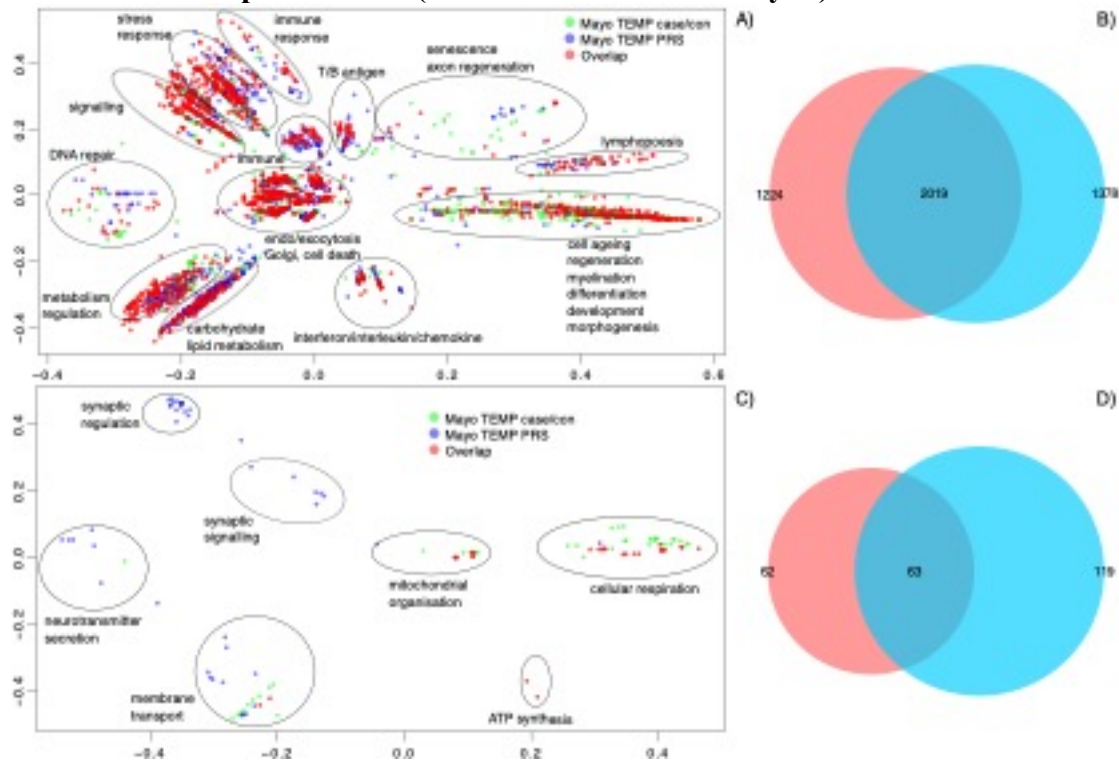 stress
response
immune
response
Mayo TEMP case/con
Mayo TEMP PRS
Overlap
senescence
axon regeneration
T/B antigen
signalling
lymphopoesis
DNA repair
immune
endo/exocytosis
Golgi, cell death
cell ageing
regeneration
myelination
differentiation
development
morphogenesis
metabolism
regulation
carbohydrate
lipid metabolism
interferon/interleukin/chemokine
0.4
0.2
0.0
−0.2
−0.4
−0.4 −0.2 0.0 0.2 0.4 0.6
A) B)
1224 2019 1378
synaptic
regulation
Mayo TEMP case/con
Mayo TEMP PRS
Overlap
synaptic
signalling
mitochondrial
organisation
cellular respiration
neurotransmitter
secretion
membrane
transport
ATP synthesis
0.4
0.2
0.0
−0.2
−0.4
−0.4 −0.2 0.0 0.2 0.4
C) D)
62 63 119